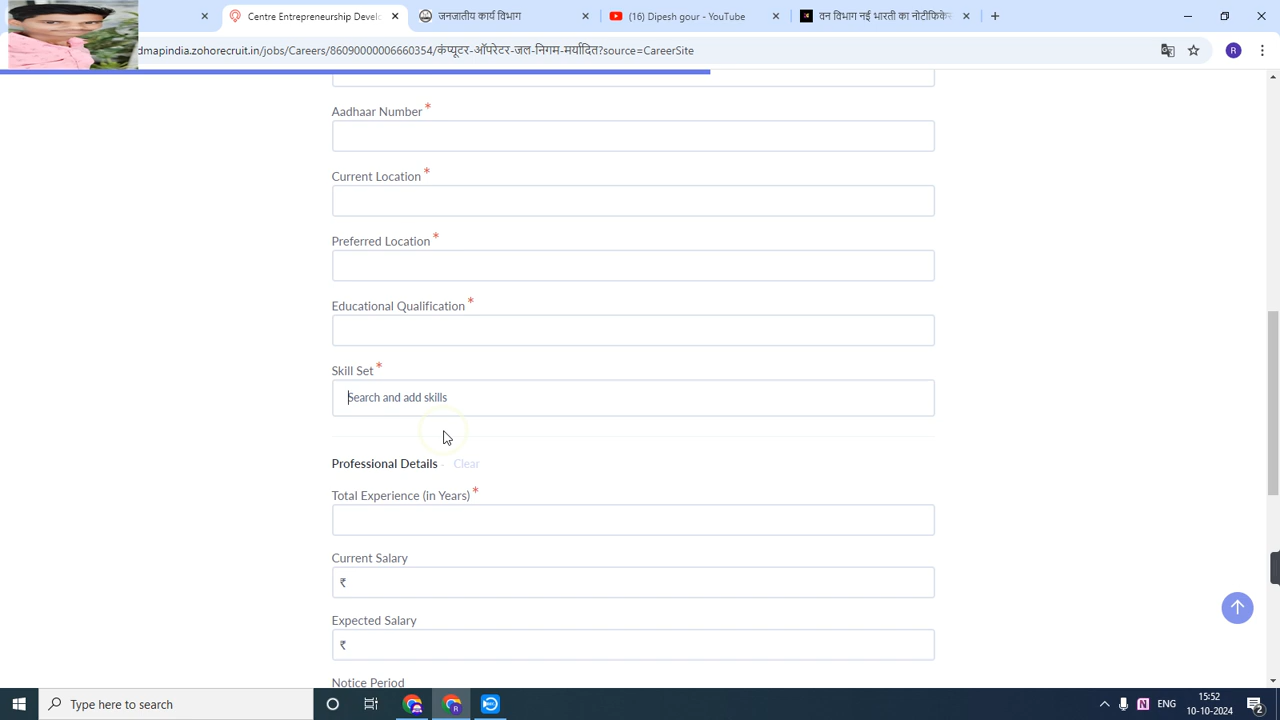 Centre Entrepreneurship Devel
जनजातीय कार्य विभाग
(16) Dipesh gour - YouTube
dmapindia.zohorecruit.in/jobs/Careers/86090000006660354/कंप्यूटर-ऑपरेटर-जल-निगम-मर्यादित?source=CareerSite
R
Aadhaar Number *
Current Location *
Preferred Location *
Educational Qualification *
Skill Set *
Search and add skills
Professional Details - Clear
Total Experience (in Years) *
Current Salary
₹
Expected Salary
₹
Notice Period
Type here to search
ENG
15:52
10-10-2024
2